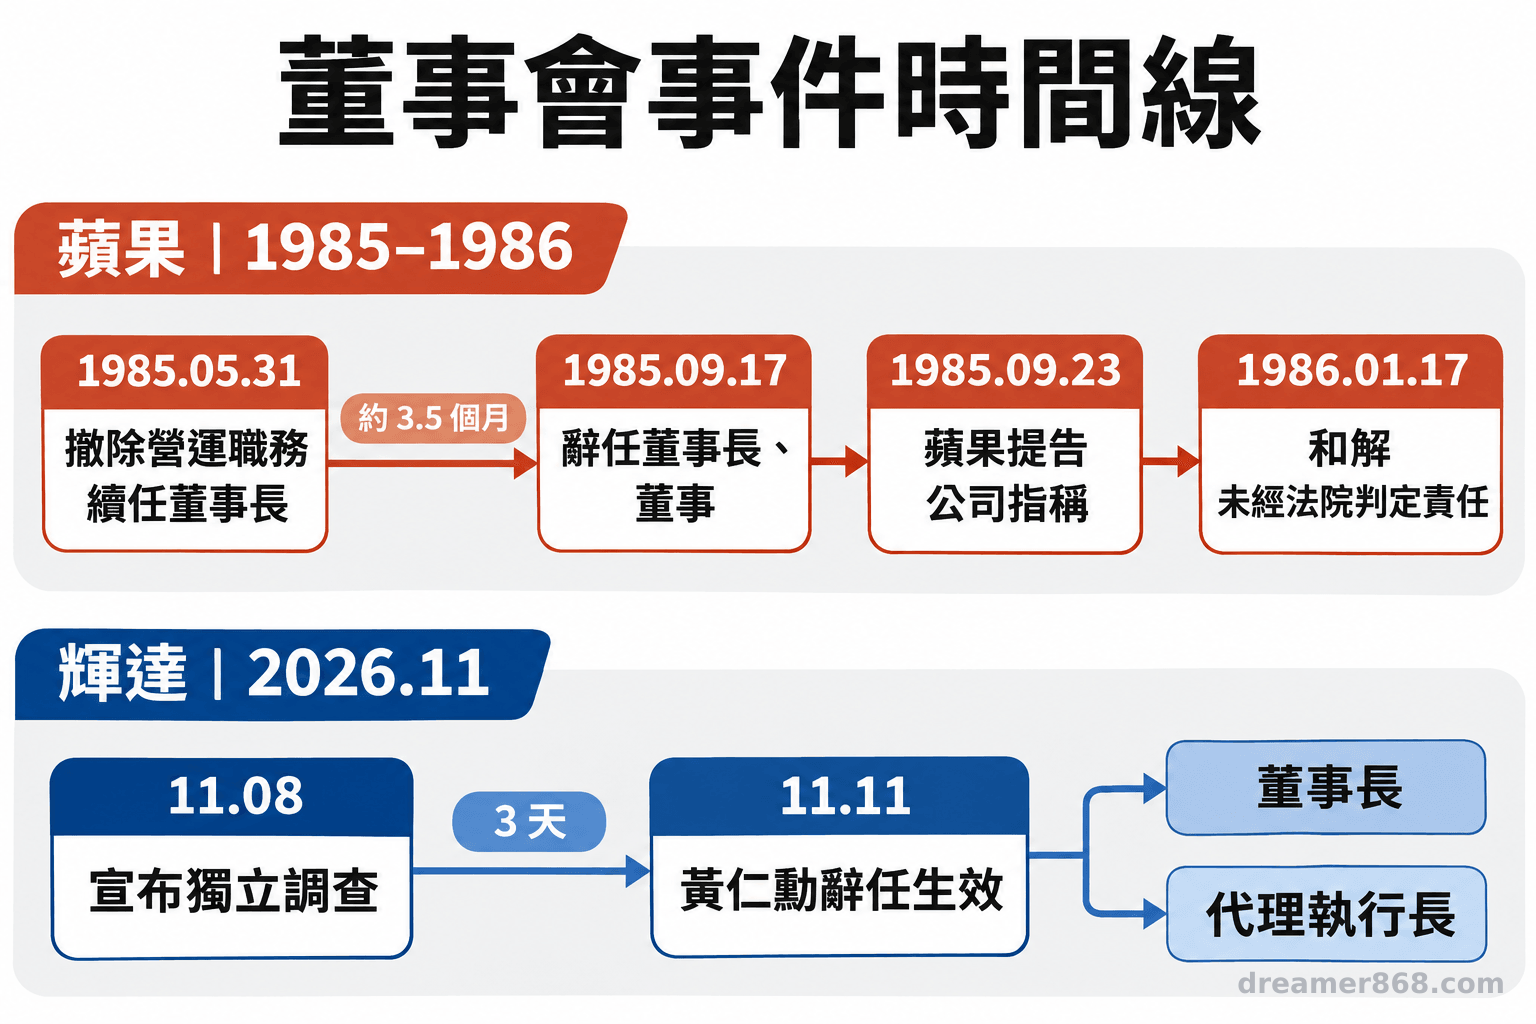 董事會事件時間線
蘋果｜1985–1986
1985.05.31
撤除營運職務
續任董事長
約 3.5 個月
1985.09.17
辭任董事長、
董事
1985.09.23
蘋果提告
公司指稱
1986.01.17
和解
未經法院判定責任
輝達｜2026.11
11.08
宣布獨立調查
3 天
11.11
黃仁勳辭任生效
董事長
代理執行長
dreamer868.com